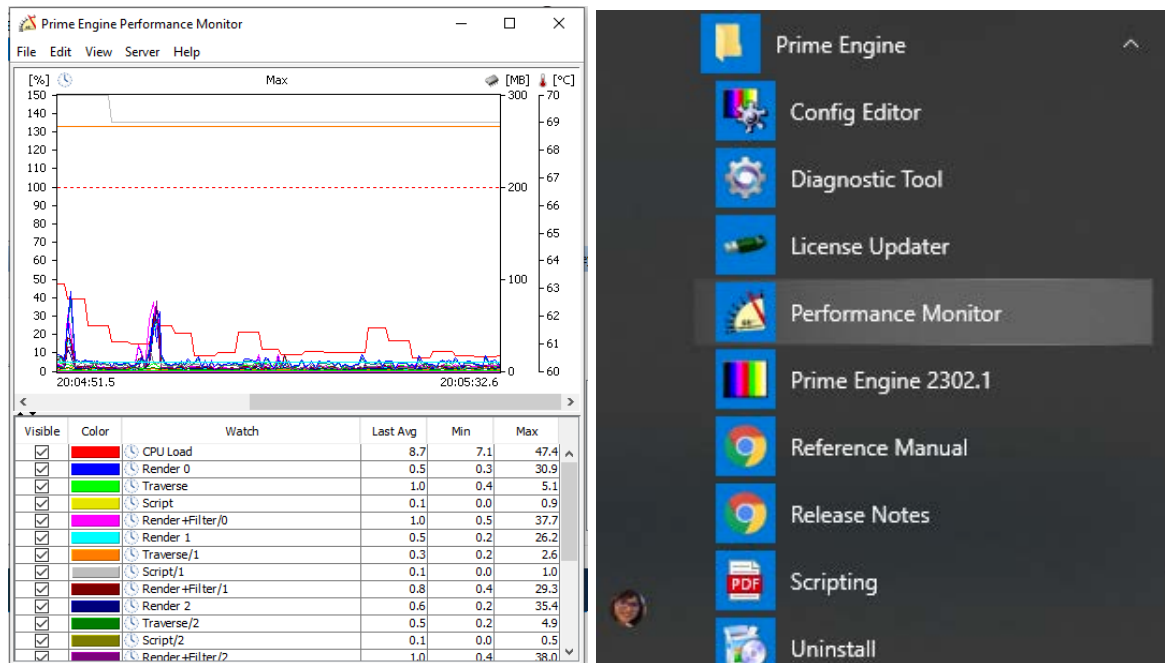 Prime Engine Performance Monitor
File Edit View Server Help
[%] Max [MB] [°C]
150 300 70
140 69
130
120 68
110 67
100 200
90 66
80
70 65
60 64
50 100
40 63
30 62
20
10 61
0 0 60
20:04:51.5 20:05:32.6
Visible Color Watch Last Avg Min Max
CPU Load 8.7 7.1 47.4
Render 0 0.5 0.3 30.9
Traverse 1.0 0.4 5.1
Script 0.1 0.0 0.9
Render+Filter/0 1.0 0.5 37.7
Render 1 0.5 0.2 26.2
Traverse/1 0.3 0.2 2.6
Script/1 0.1 0.0 1.0
Render+Filter/1 0.8 0.4 29.3
Render 2 0.6 0.2 35.4
Traverse/2 0.5 0.2 4.9
Script/2 0.1 0.0 0.5
Render+Filter/2 1.0 0.4 38.0
Prime Engine
Config Editor
Diagnostic Tool
License Updater
Performance Monitor
Prime Engine 2302.1
Reference Manual
Release Notes
PDF Scripting
Uninstall